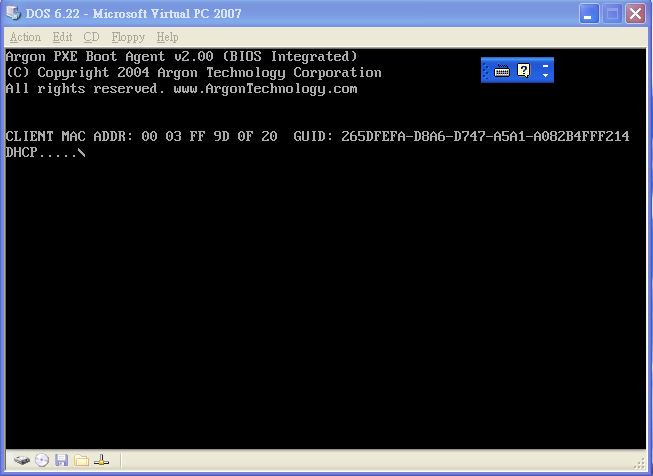 DOS 6.22 - Microsoft Virtual PC 2007
Action Edit CD Floppy Help
Argon PXE Boot Agent v2.00 (BIOS Integrated)
(C) Copyright 2004 Argon Technology Corporation
All rights reserved. www.ArgonTechnology.com
CLIENT MAC ADDR: 00 03 FF 9D 0F 20  GUID: 265DFEFA-D8A6-D747-A5A1-A082B4FFF214
DHCP.....\